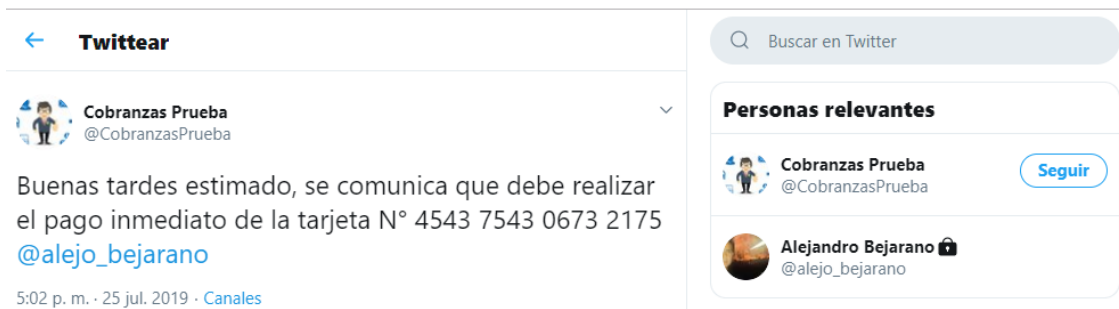 Twittear
Cobranzas Prueba
@CobranzasPrueba
Buenas tardes estimado, se comunica que debe realizar
el pago inmediato de la tarjeta N° 4543 7543 0673 2175
@alejo_bejarano
5:02 p. m. · 25 jul. 2019 · Canales
Buscar en Twitter
Personas relevantes
Cobranzas Prueba
@CobranzasPrueba
Seguir
Alejandro Bejarano
@alejo_bejarano